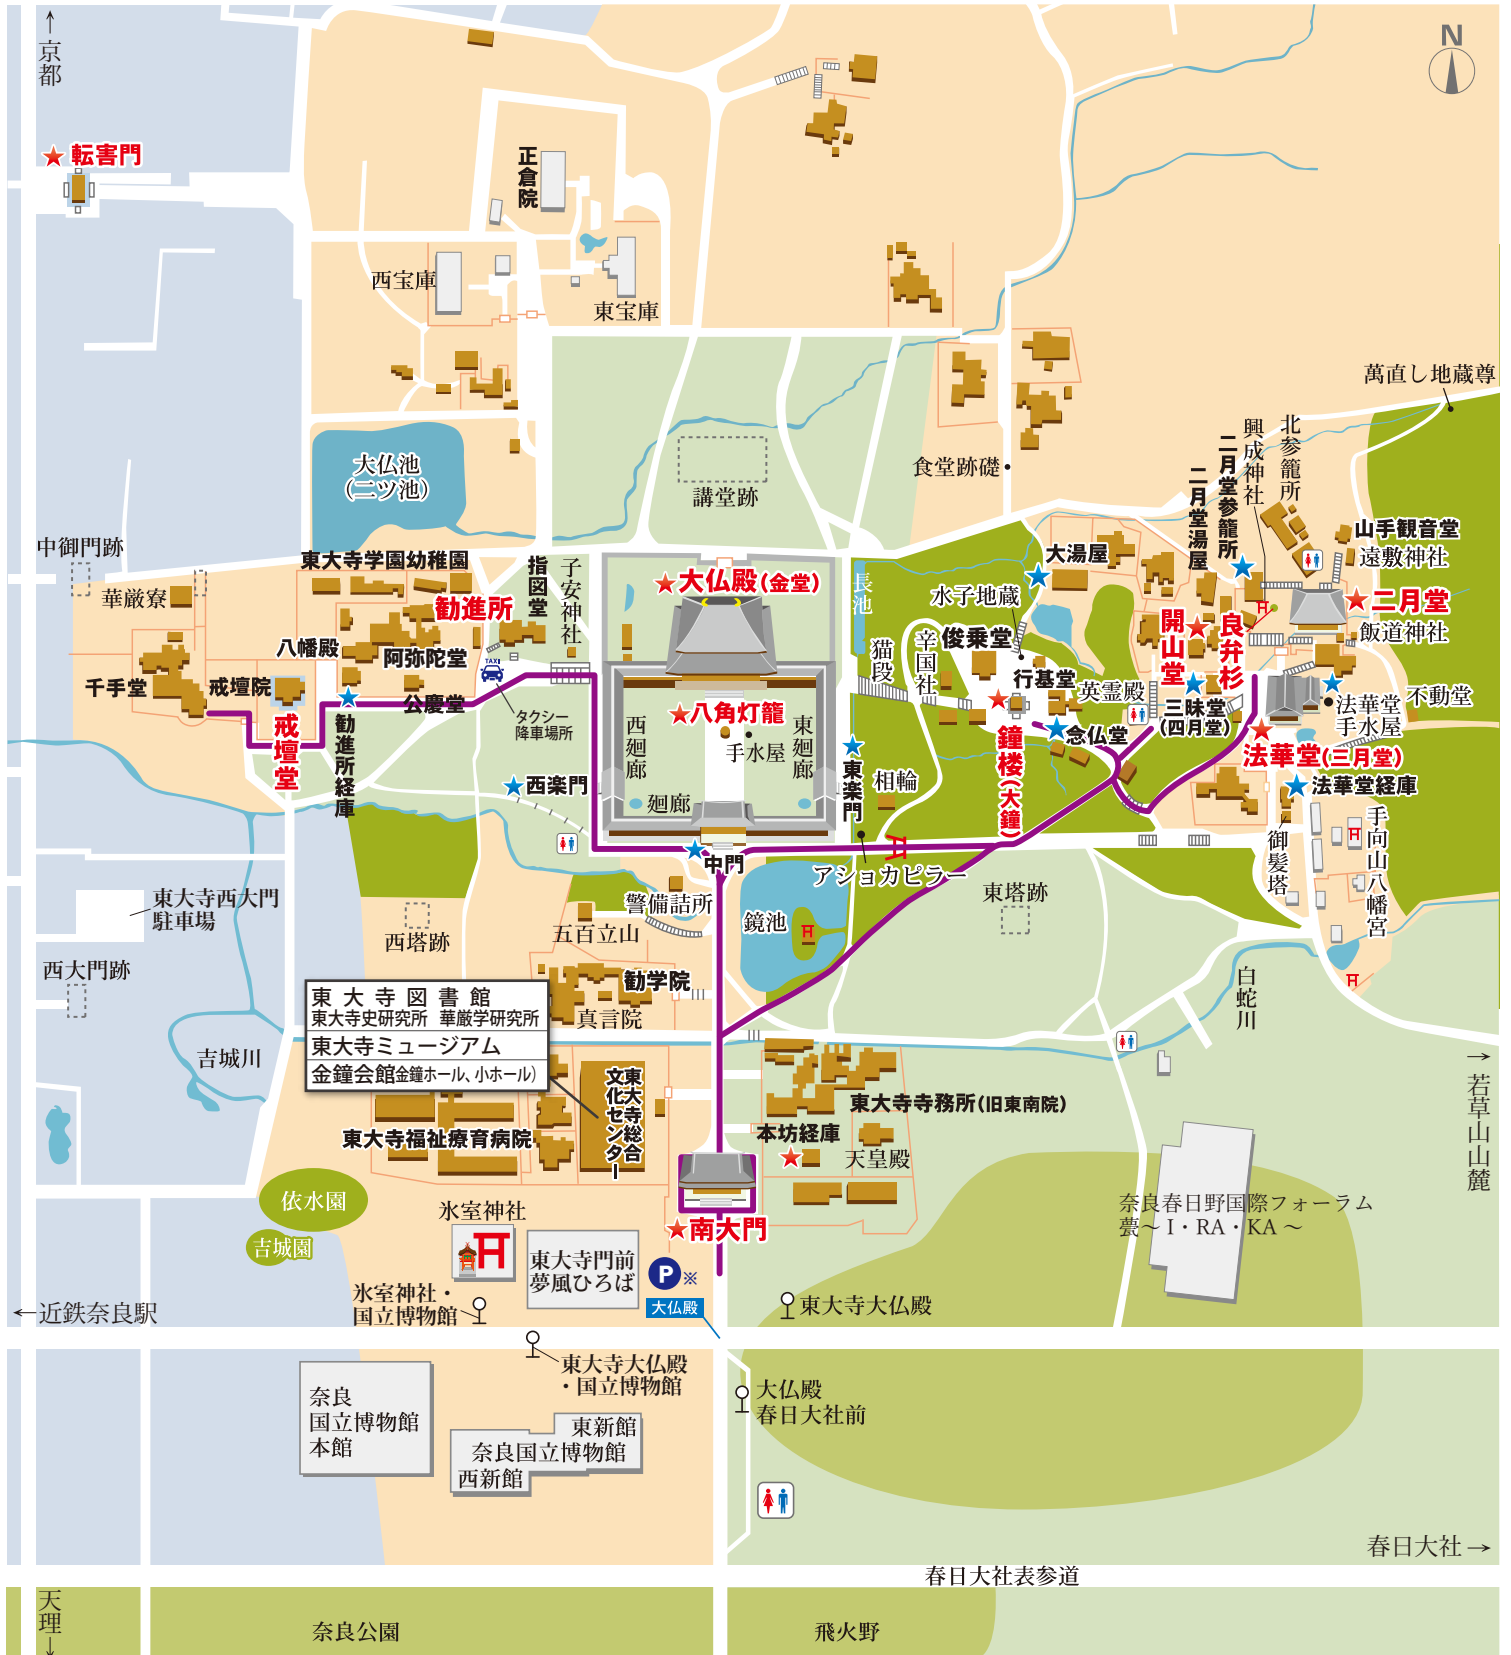 京都
N
転害門
正倉院
西宝庫
東宝庫
萬直し地蔵尊
大仏池
(二ツ池)
講堂跡
食堂跡礎
北参籠所
興成神社
二月堂参籠所
二月堂湯屋
山手観音堂
遠敷神社
中御門跡
華厳寮
東大寺学園幼稚園
指図堂
子安神社
大仏殿(金堂)
長池
大湯屋
水子地蔵
二月堂
飯道神社
勧進所
八幡殿
阿弥陀堂
猫段
辛国社
俊乗堂
行基堂
英霊殿
開山堂
良弁杉
千手堂
戒壇院
公慶堂
TAXI
タクシー
降車場所
八角灯籠
西廻廊
東廻廊
手水屋
念仏堂
三昧堂
(四月堂)
不動堂
法華堂
手水屋
法華堂(三月堂)
法華堂経庫
戒壇堂
勧進所経庫
西楽門
東楽門
相輪
鐘楼(大鐘)
廻廊
中門
アショカピラー
御髪塔
手向山八幡宮
東大寺西大門
駐車場
西塔跡
五百立山
警備詰所
鏡池
東塔跡
西大門跡
勧学院
真言院
白蛇川
東大寺図書館
東大寺史研究所 華厳学研究所
東大寺ミュージアム
金鐘会館(金鐘ホール、小ホール)
吉城川
東大寺総合
文化センター
東大寺福祉療育病院
東大寺寺務所(旧東南院)
本坊経庫
天皇殿
若草山山麓
依水園
吉城園
氷室神社
南大門
奈良春日野国際フォーラム
甍～I・RA・KA～
東大寺門前
夢風ひろば
P※
大仏殿
氷室神社・
国立博物館
東大寺大仏殿
近鉄奈良駅
東大寺大仏殿
・国立博物館
大仏殿
春日大社前
奈良
国立博物館
本館
東新館
奈良国立博物館
西新館
春日大社
春日大社表参道
天理
奈良公園
飛火野